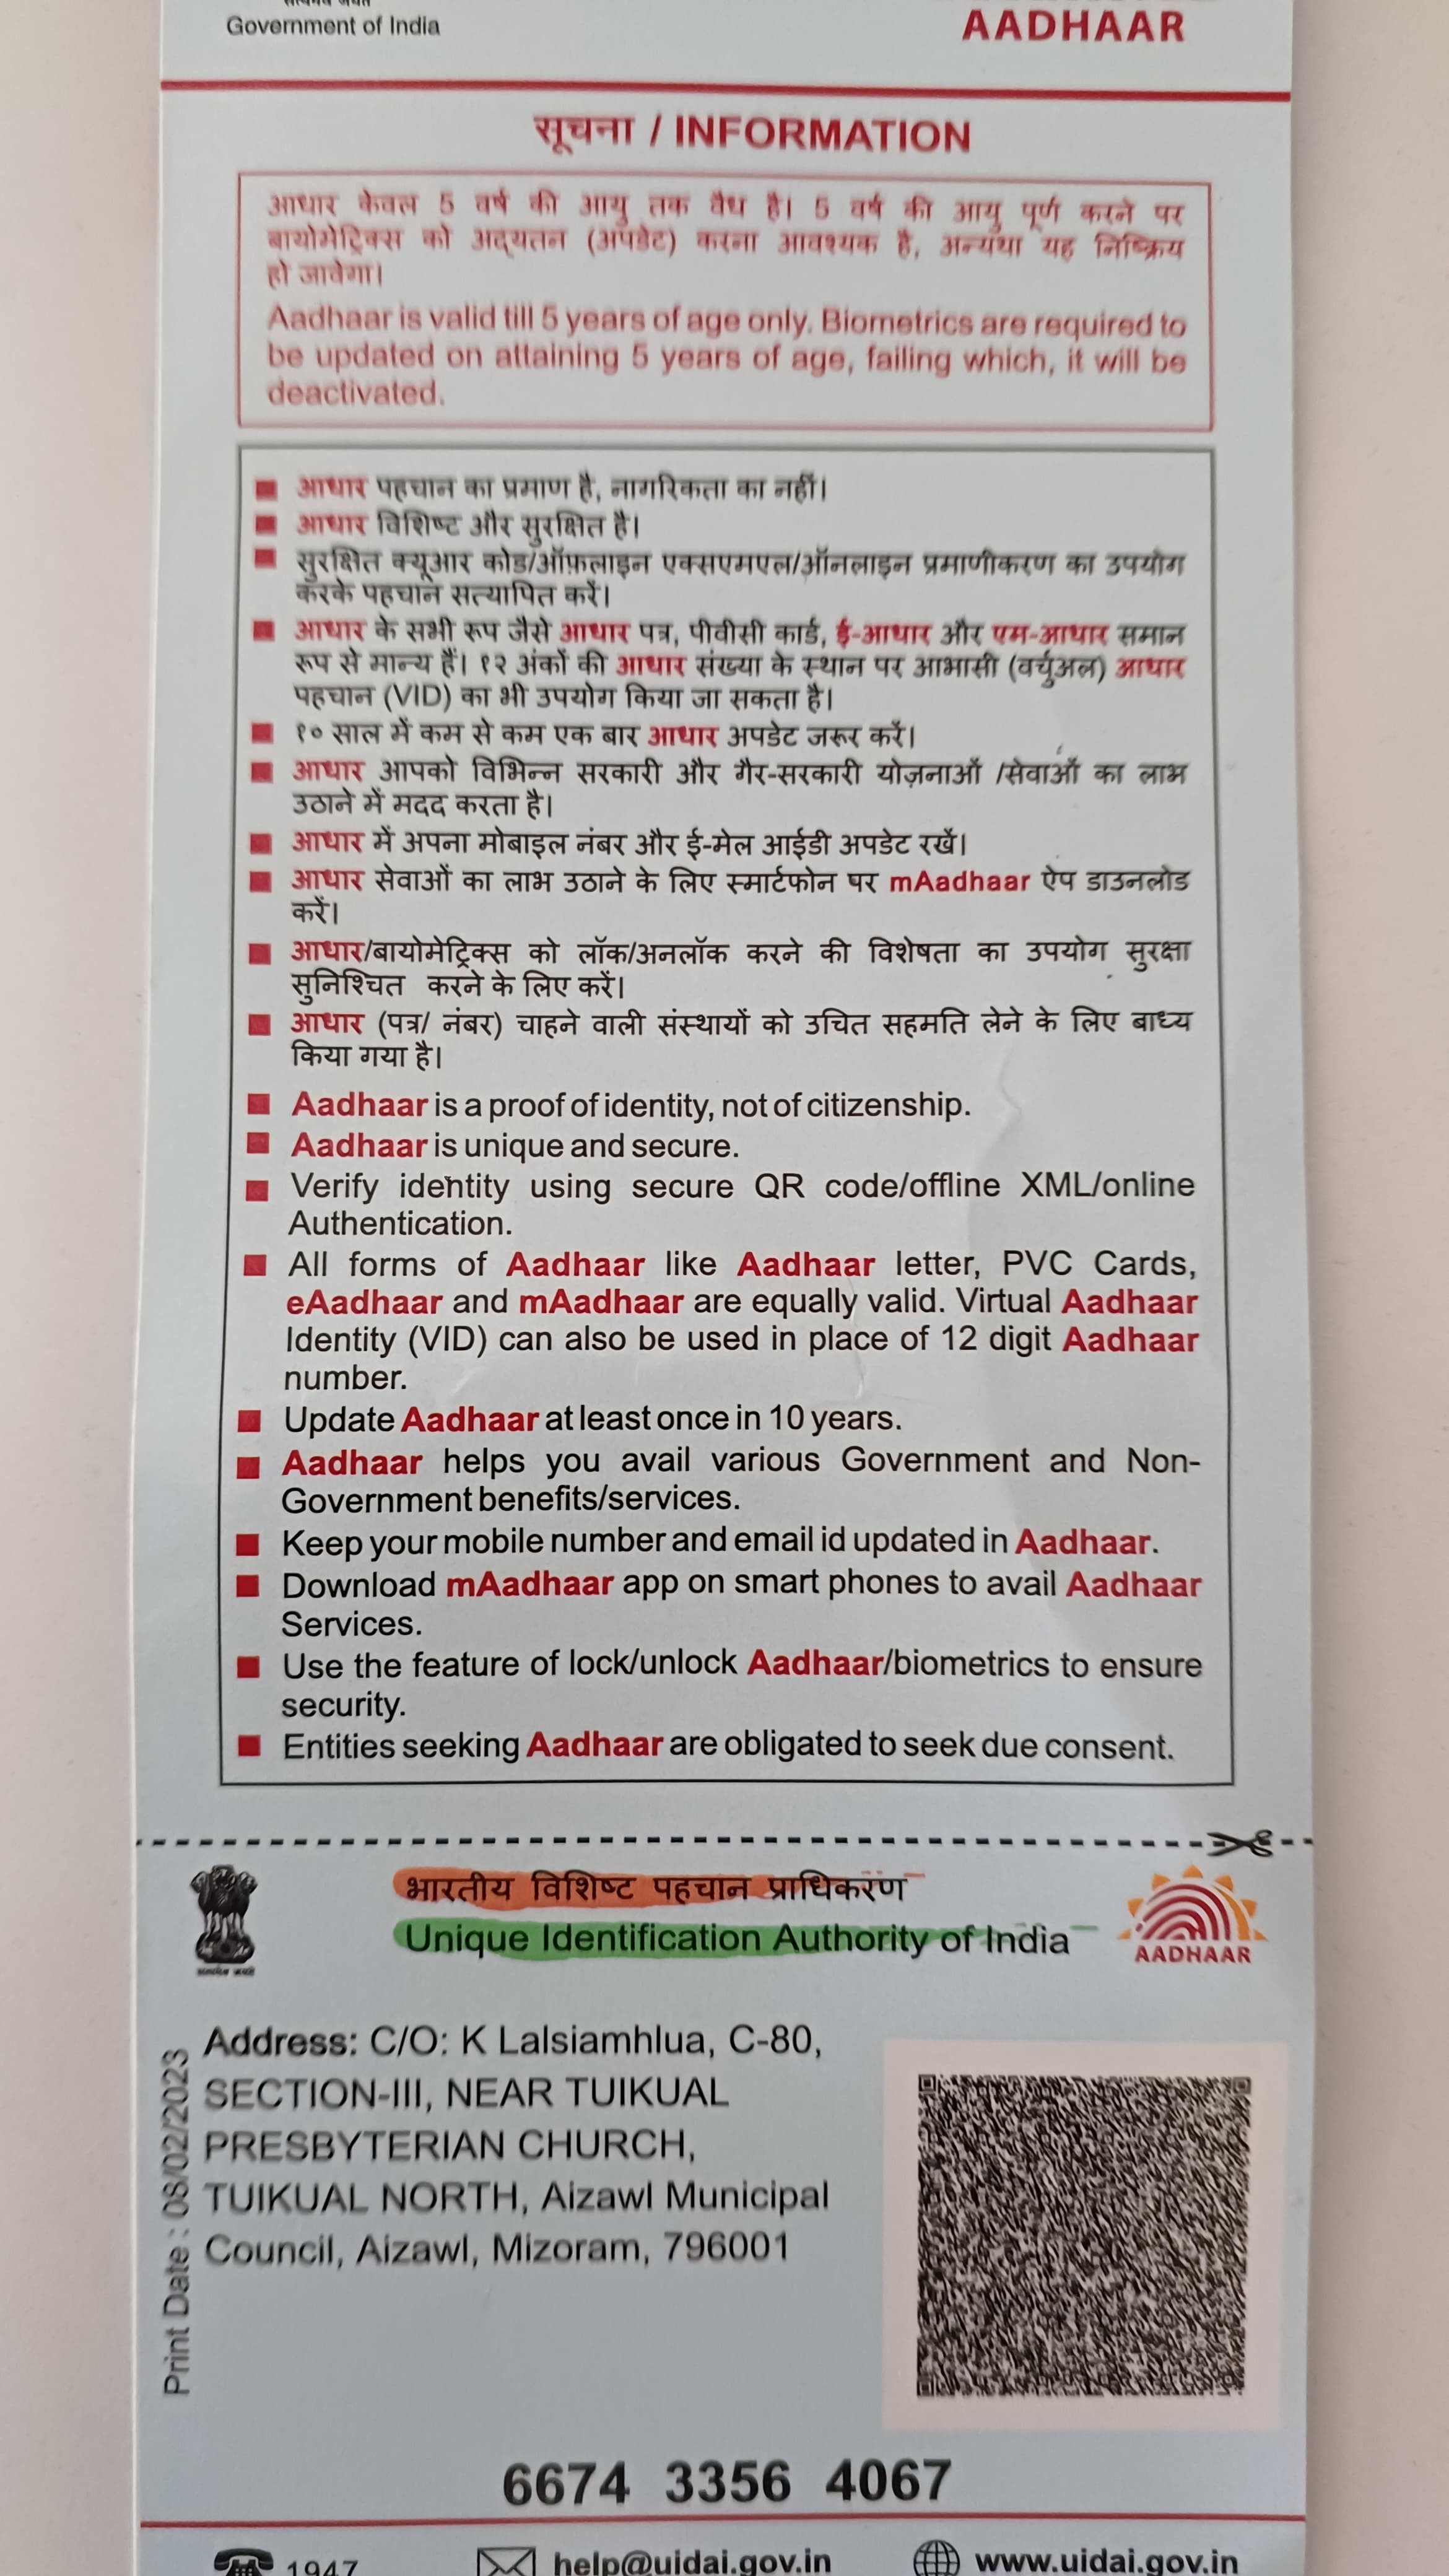 Government of India
AADHAAR
सूचना / INFORMATION
आधार केवल 5 वर्ष की आयु तक वैध है। 5 वर्ष की आयु पूर्ण करने पर
बायोमेट्रिक्स को अद्यतन (अपडेट) करना आवश्यक है, अन्यथा यह निष्क्रिय
हो जावेगा।
Aadhaar is valid till 5 years of age only. Biometrics are required to
be updated on attaining 5 years of age, failing which, it will be
deactivated.
■ आधार पहचान का प्रमाण है, नागरिकता का नहीं।
■ आधार विशिष्ट और सुरक्षित है।
■ सुरक्षित क्यूआर कोड/ऑफ़लाइन एक्सएमएल/ऑनलाइन प्रमाणीकरण का उपयोग
करके पहचान सत्यापित करें।
■ आधार के सभी रूप जैसे आधार पत्र, पीवीसी कार्ड, ई-आधार और एम-आधार समान
रूप से मान्य हैं। १२ अंकों की आधार संख्या के स्थान पर आभासी (वर्चुअल) आधार
पहचान (VID) का भी उपयोग किया जा सकता है।
■ १० साल में कम से कम एक बार आधार अपडेट जरूर करें।
■ आधार आपको विभिन्न सरकारी और गैर-सरकारी योज़नाओं /सेवाओं का लाभ
उठाने में मदद करता है।
■ आधार में अपना मोबाइल नंबर और ई-मेल आईडी अपडेट रखें।
■ आधार सेवाओं का लाभ उठाने के लिए स्मार्टफोन पर mAadhaar ऐप डाउनलोड
करें।
■ आधार/बायोमेट्रिक्स को लॉक/अनलॉक करने की विशेषता का उपयोग सुरक्षा
सुनिश्चित करने के लिए करें।
■ आधार (पत्र/ नंबर) चाहने वाली संस्थायों को उचित सहमति लेने के लिए बाध्य
किया गया है।
■ Aadhaar is a proof of identity, not of citizenship.
■ Aadhaar is unique and secure.
■ Verify identity using secure QR code/offline XML/online
Authentication.
■ All forms of Aadhaar like Aadhaar letter, PVC Cards,
eAadhaar and mAadhaar are equally valid. Virtual Aadhaar
Identity (VID) can also be used in place of 12 digit Aadhaar
number.
■ Update Aadhaar at least once in 10 years.
■ Aadhaar helps you avail various Government and Non-
Government benefits/services.
■ Keep your mobile number and email id updated in Aadhaar.
■ Download mAadhaar app on smart phones to avail Aadhaar
Services.
■ Use the feature of lock/unlock Aadhaar/biometrics to ensure
security.
■ Entities seeking Aadhaar are obligated to seek due consent.
भारतीय विशिष्ट पहचान प्राधिकरण
Unique Identification Authority of India
AADHAAR
Print Date : 08/02/2023
Address: C/O: K Lalsiamhlua, C-80,
SECTION-III, NEAR TUIKUAL
PRESBYTERIAN CHURCH,
TUIKUAL NORTH, Aizawl Municipal
Council, Aizawl, Mizoram, 796001
6674 3356 4067
1947
help@uidai.gov.in
www.uidai.gov.in